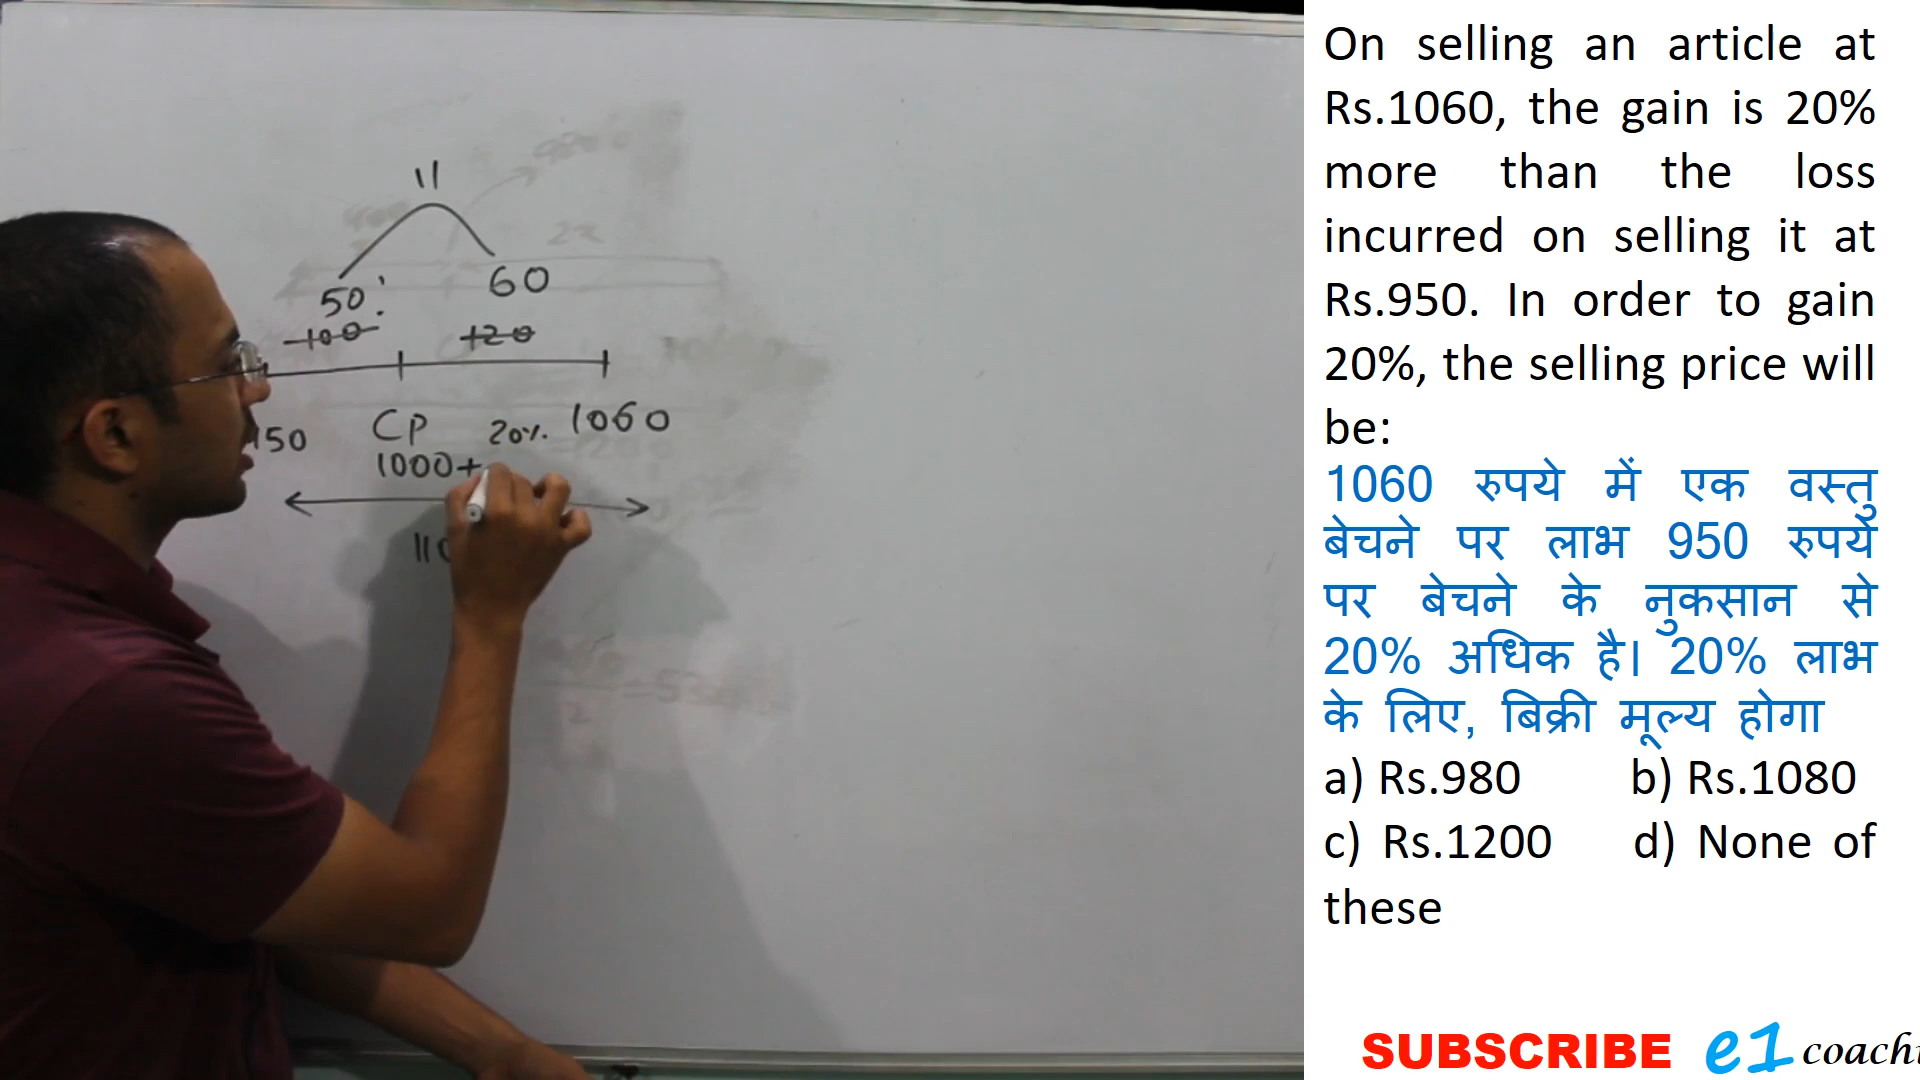 11
50 :
60
100
120
150
CP
20%.
1060
1000+
110
On selling an article at
Rs.1060, the gain is 20%
more than the loss
incurred on selling it at
Rs.950. In order to gain
20%, the selling price will
be:
1060 रुपये में एक वस्तु
बेचने पर लाभ 950 रुपये
पर बेचने के नुकसान से
20% अधिक है। 20% लाभ
के लिए, बिक्री मूल्य होगा
a) Rs.980 b) Rs.1080
c) Rs.1200 d) None of
these
SUBSCRIBE e1 coachi